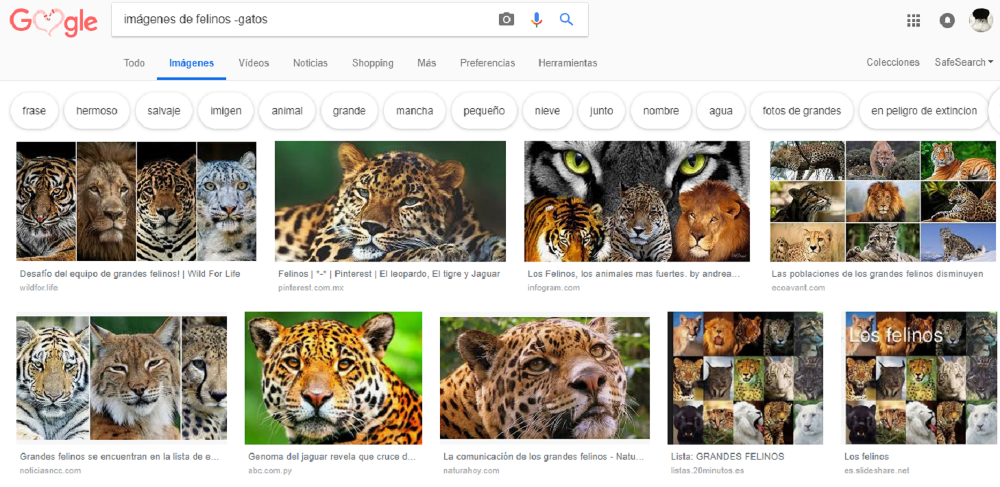 Google
imágenes de felinos -gatos
Todo Imágenes Vídeos Noticias Shopping Más Preferencias Herramientas Colecciones SafeSearch
frase hermoso salvaje imigen animal grande mancha pequeño nieve junto nombre agua fotos de grandes en peligro de extincion
Desafío del equipo de grandes felinos! | Wild For Life
wildfor.life
Felinos | *-* | Pinterest | El leopardo, El tigre y Jaguar
pinterest.com.mx
Los Felinos, los animales mas fuertes. by andrea...
infogram.com
Las poblaciones de los grandes felinos disminuyen
ecoavant.com
Los felinos
Grandes felinos se encuentran en la lista de e...
noticiasncc.com
Genoma del jaguar revela que cruce d...
abc.com.py
La comunicación de los grandes felinos - Natu...
naturahoy.com
Lista: GRANDES FELINOS
listas.20minutos.es
Los felinos
es.slideshare.net